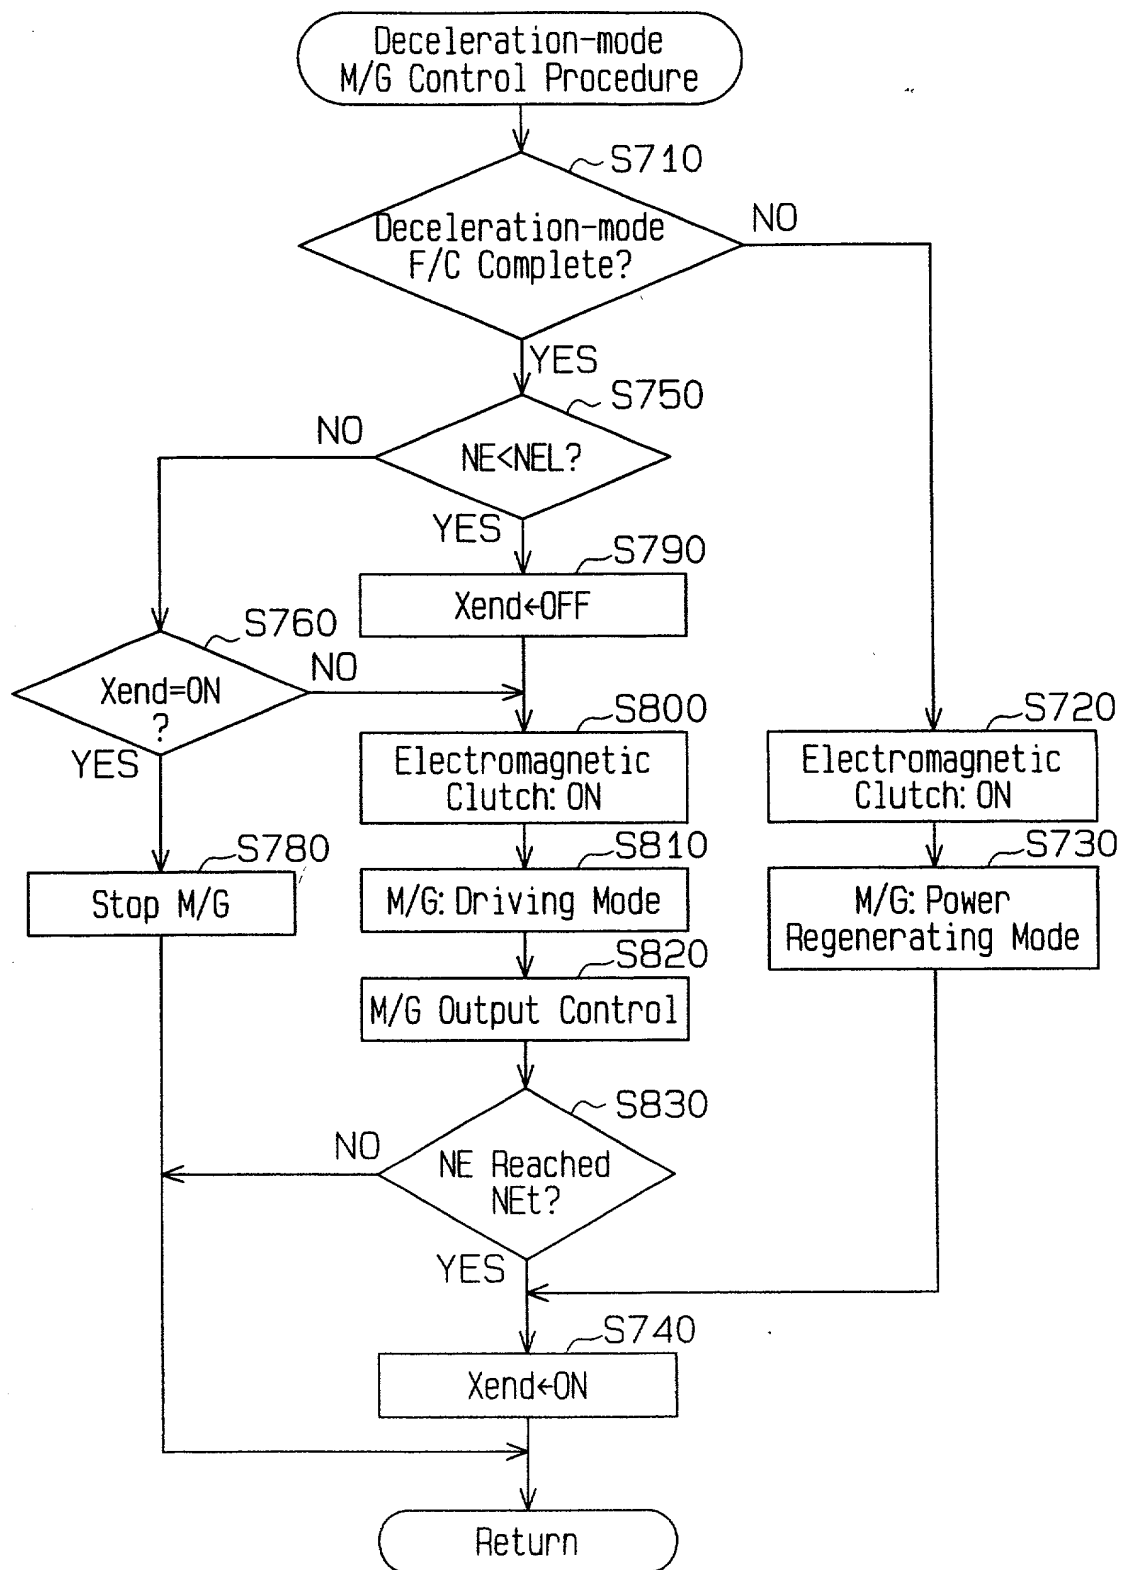 Deceleration-mode
M/G Control Procedure
S710
Deceleration-mode
F/C Complete?
NO
YES
S750
NE<NEL?
NO
YES
S790
Xend←OFF
S760
Xend=ON
?
NO
YES
S800
Electromagnetic
Clutch: ON
S720
Electromagnetic
Clutch: ON
S780
Stop M/G
S810
M/G: Driving Mode
S730
M/G: Power
Regenerating Mode
S820
M/G Output Control
S830
NE Reached
NEt?
NO
YES
S740
Xend←ON
Return